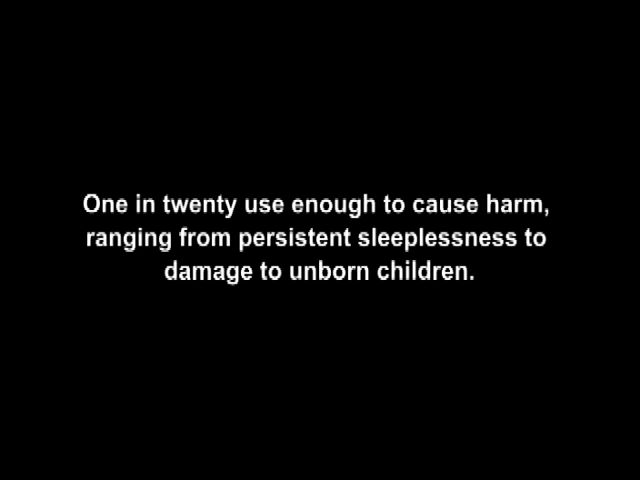 One in twenty use enough to cause harm,
ranging from persistent sleeplessness to
damage to unborn children.